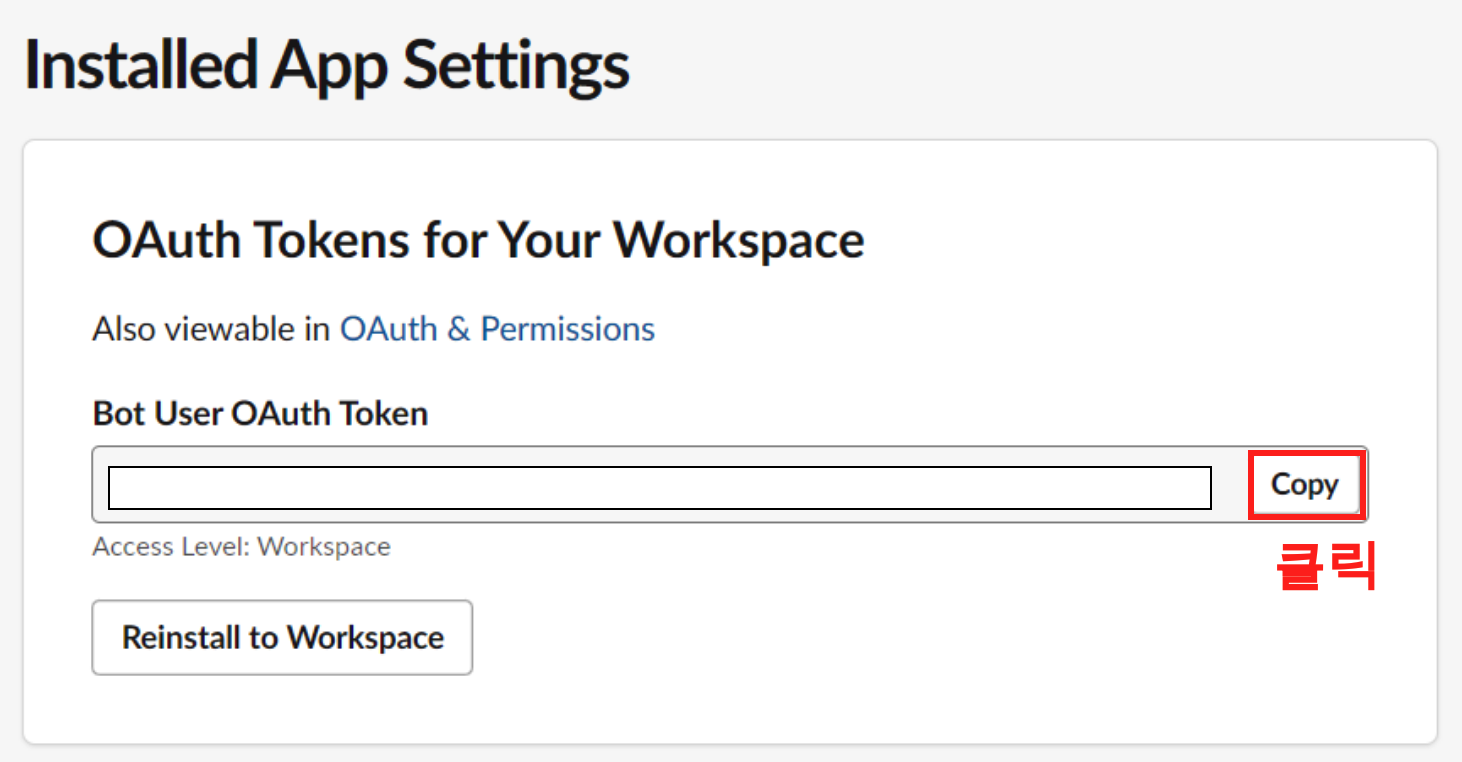 Installed App Settings
OAuth Tokens for Your Workspace
Also viewable in OAuth & Permissions
Bot User OAuth Token
Copy
Access Level: Workspace
클릭
Reinstall to Workspace